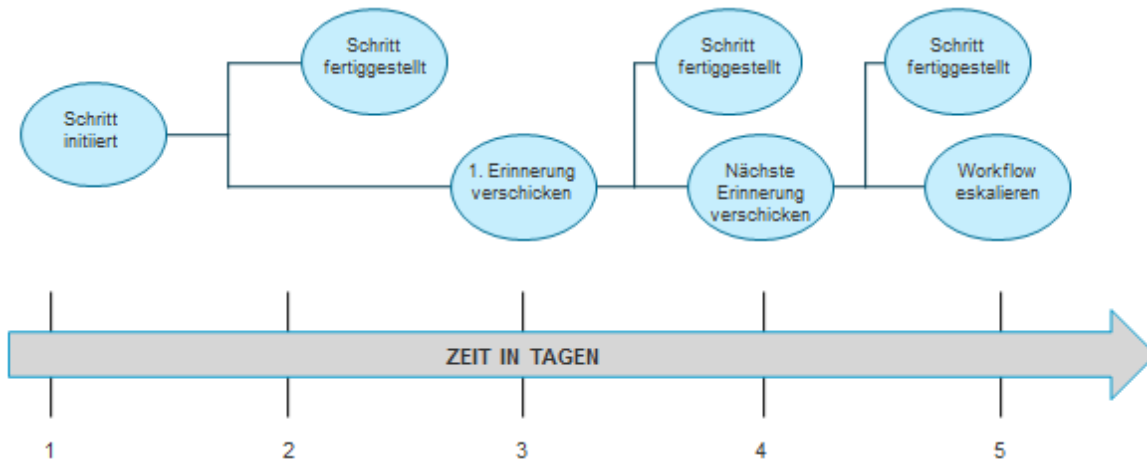 Schritt
fertiggestellt
Schritt
fertiggestellt
Schritt
fertiggestellt
Schritt
initiiert
1. Erinnerung
verschicken
Nächste
Erinnerung
verschicken
Workflow
eskalieren
ZEIT IN TAGEN
1
2
3
4
5